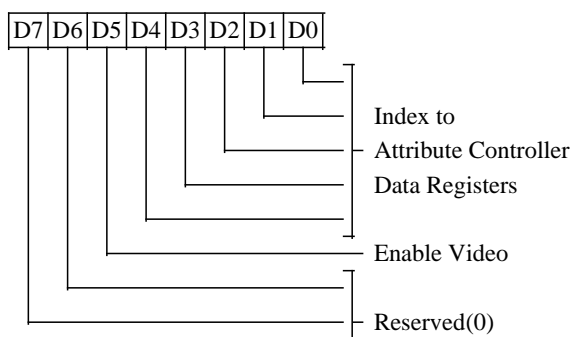 D7 D6 D5 D4 D3 D2 D1 D0
Index to
Attribute Controller
Data Registers
Enable Video
Reserved(0)